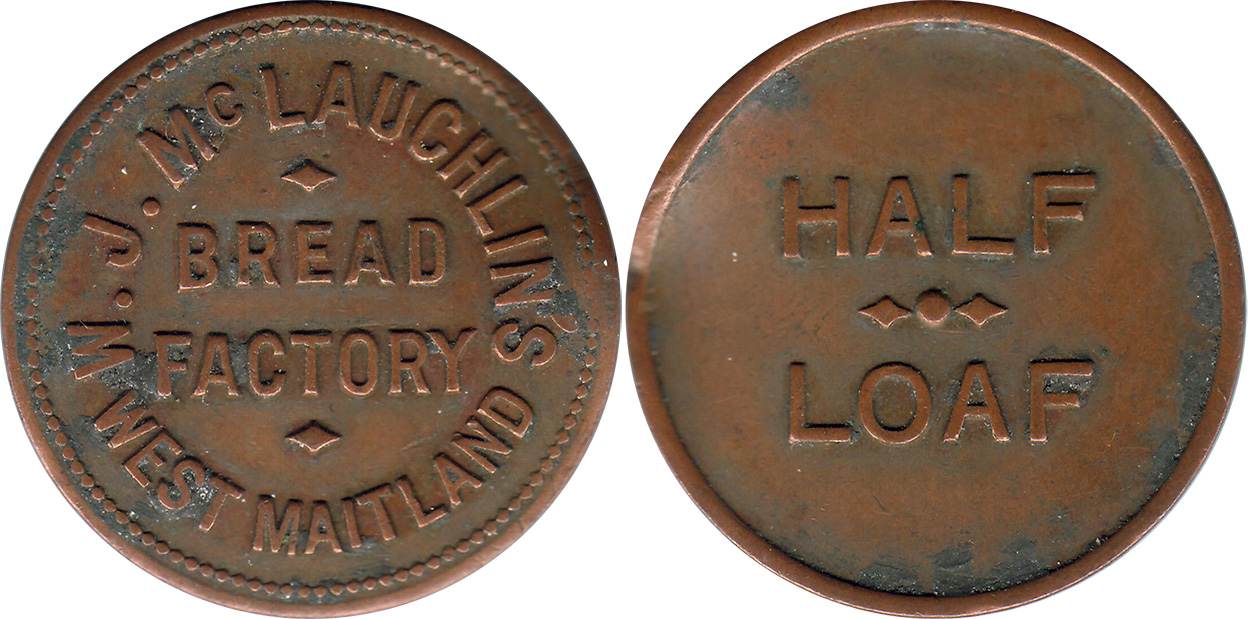 W. J. McLAUCHLIN'S
BREAD
FACTORY
WEST MAITLAND
HALF
LOAF